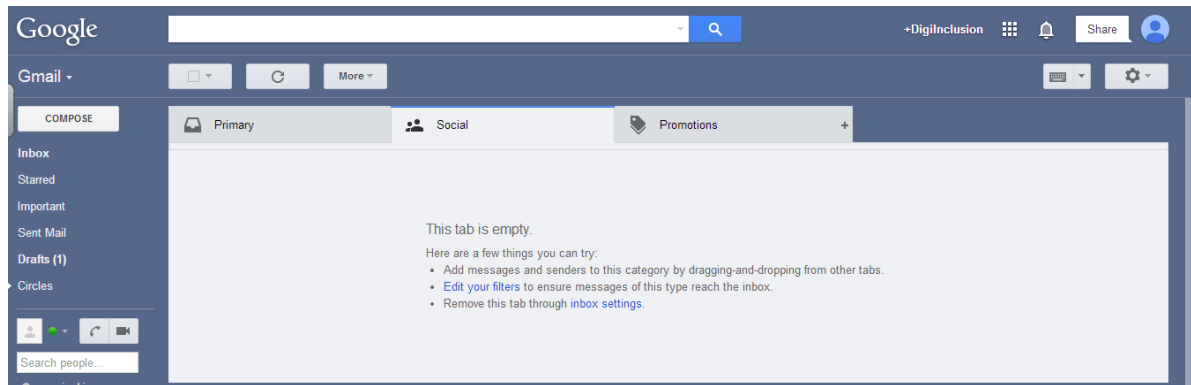 Google
+DigiInclusion
Share
Gmail
More
COMPOSE
Primary
Social
Promotions
+
Inbox
Starred
Important
Sent Mail
Drafts (1)
Circles
This tab is empty.
Here are a few things you can try:
• Add messages and senders to this category by dragging-and-dropping from other tabs.
• Edit your filters to ensure messages of this type reach the inbox.
• Remove this tab through inbox settings.
Search people...